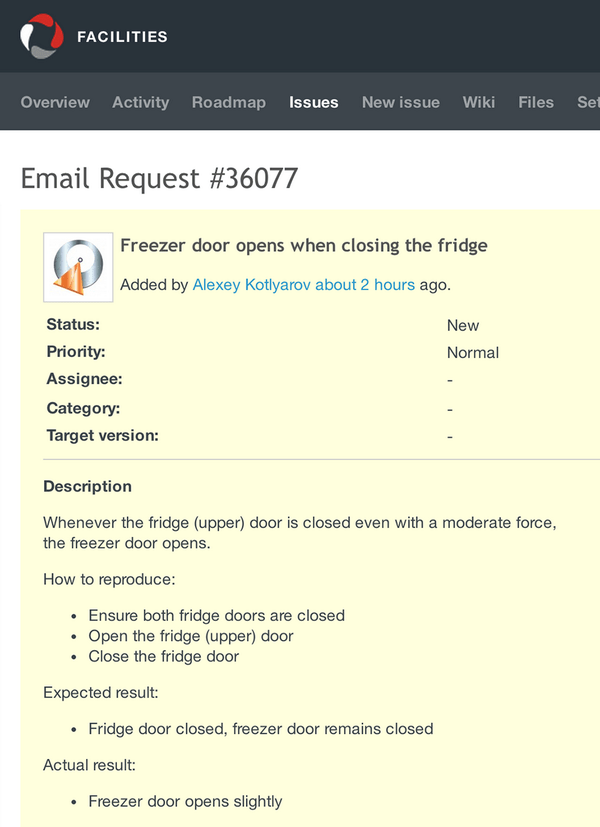 FACILITIES
Overview Activity Roadmap Issues New issue Wiki Files
Email Request #36077
Freezer door opens when closing the fridge
Added by Alexey Kotlyarov about 2 hours ago.
Status: New
Priority: Normal
Assignee: -
Category: -
Target version: -
Description
Whenever the fridge (upper) door is closed even with a moderate force,
the freezer door opens.
How to reproduce:
• Ensure both fridge doors are closed
• Open the fridge (upper) door
• Close the fridge door
Expected result:
• Fridge door closed, freezer door remains closed
Actual result:
• Freezer door opens slightly